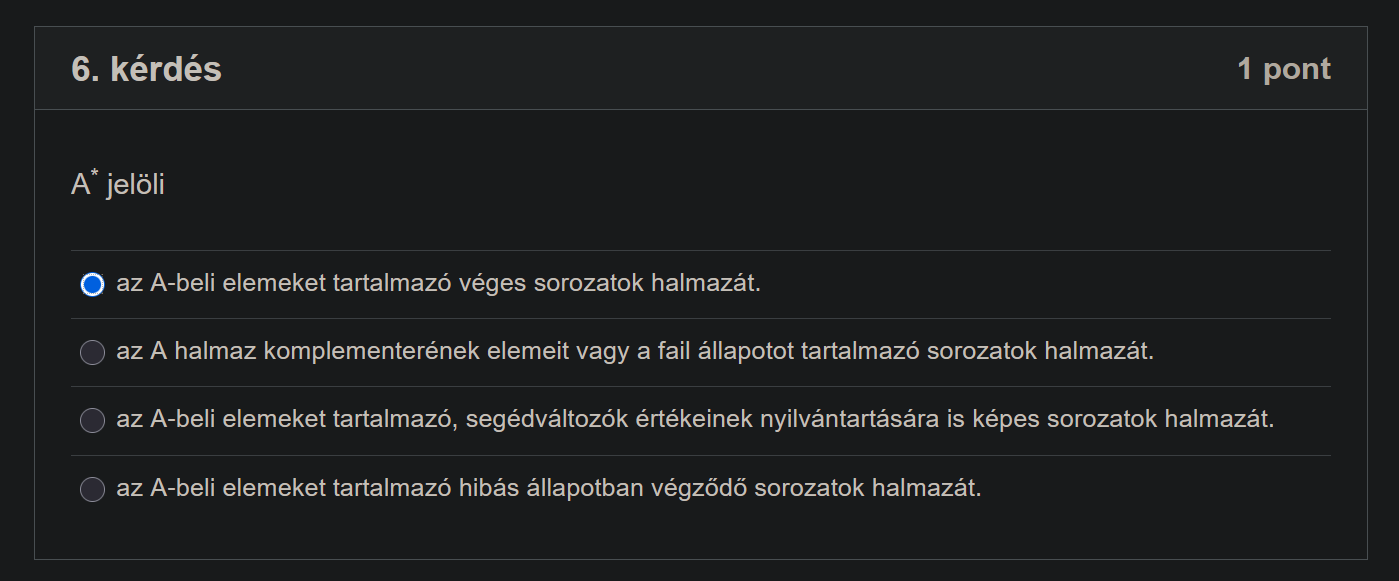 6. kérdés
1 pont
A* jelöli
az A-beli elemeket tartalmazó véges sorozatok halmazát.
az A halmaz komplementerének elemeit vagy a fail állapotot tartalmazó sorozatok halmazát.
az A-beli elemeket tartalmazó, segédváltozók értékeinek nyilvántartására is képes sorozatok halmazát.
az A-beli elemeket tartalmazó hibás állapotban végződő sorozatok halmazát.